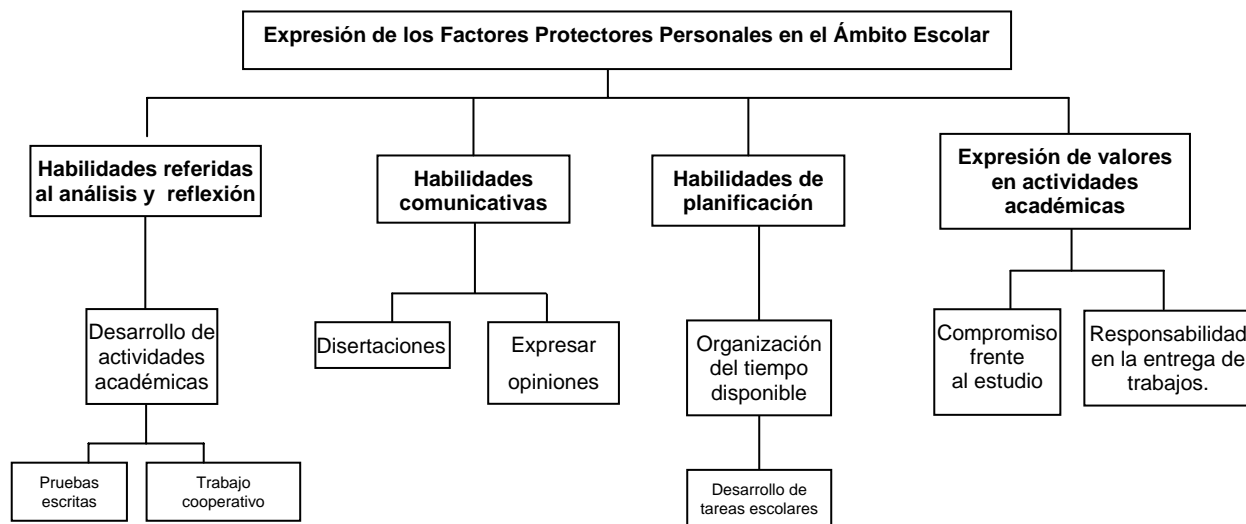 Expresión de los Factores Protectores Personales en el Ámbito Escolar
Habilidades referidas
al análisis y reflexión
Habilidades
comunicativas
Habilidades de
planificación
Expresión de valores
en actividades
académicas
Desarrollo de
actividades
académicas
Disertaciones
Expresar
opiniones
Organización
del tiempo
disponible
Compromiso
frente
al estudio
Responsabilidad
en la entrega de
trabajos.
Pruebas
escritas
Trabajo
cooperativo
Desarrollo de
tareas escolares